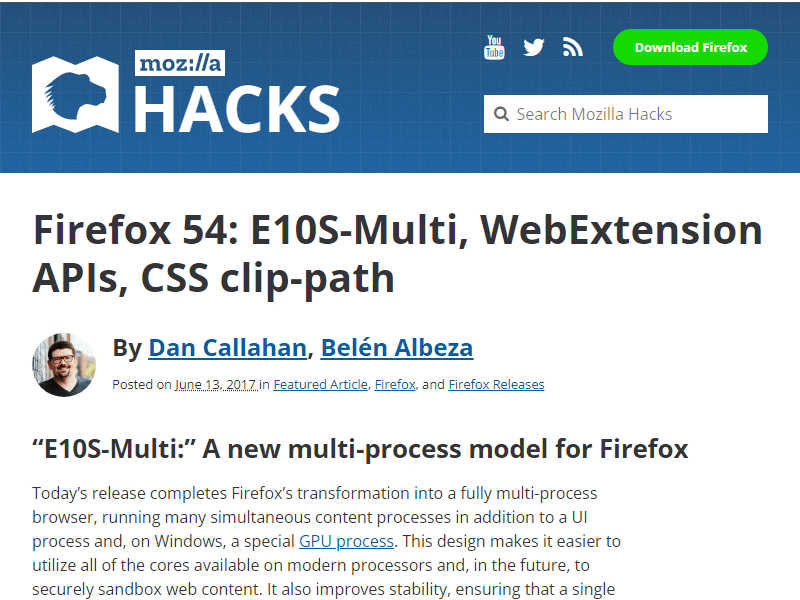 You
Tube
Download Firefox
moz://a
HACKS
Search Mozilla Hacks
Firefox 54: E10S-Multi, WebExtension
APIs, CSS clip-path
By Dan Callahan, Belén Albeza
Posted on June 13, 2017 in Featured Article, Firefox, and Firefox Releases
“E10S-Multi:” A new multi-process model for Firefox
Today’s release completes Firefox’s transformation into a fully multi-process
browser, running many simultaneous content processes in addition to a UI
process and, on Windows, a special GPU process. This design makes it easier to
utilize all of the cores available on modern processors and, in the future, to
securely sandbox web content. It also improves stability, ensuring that a single